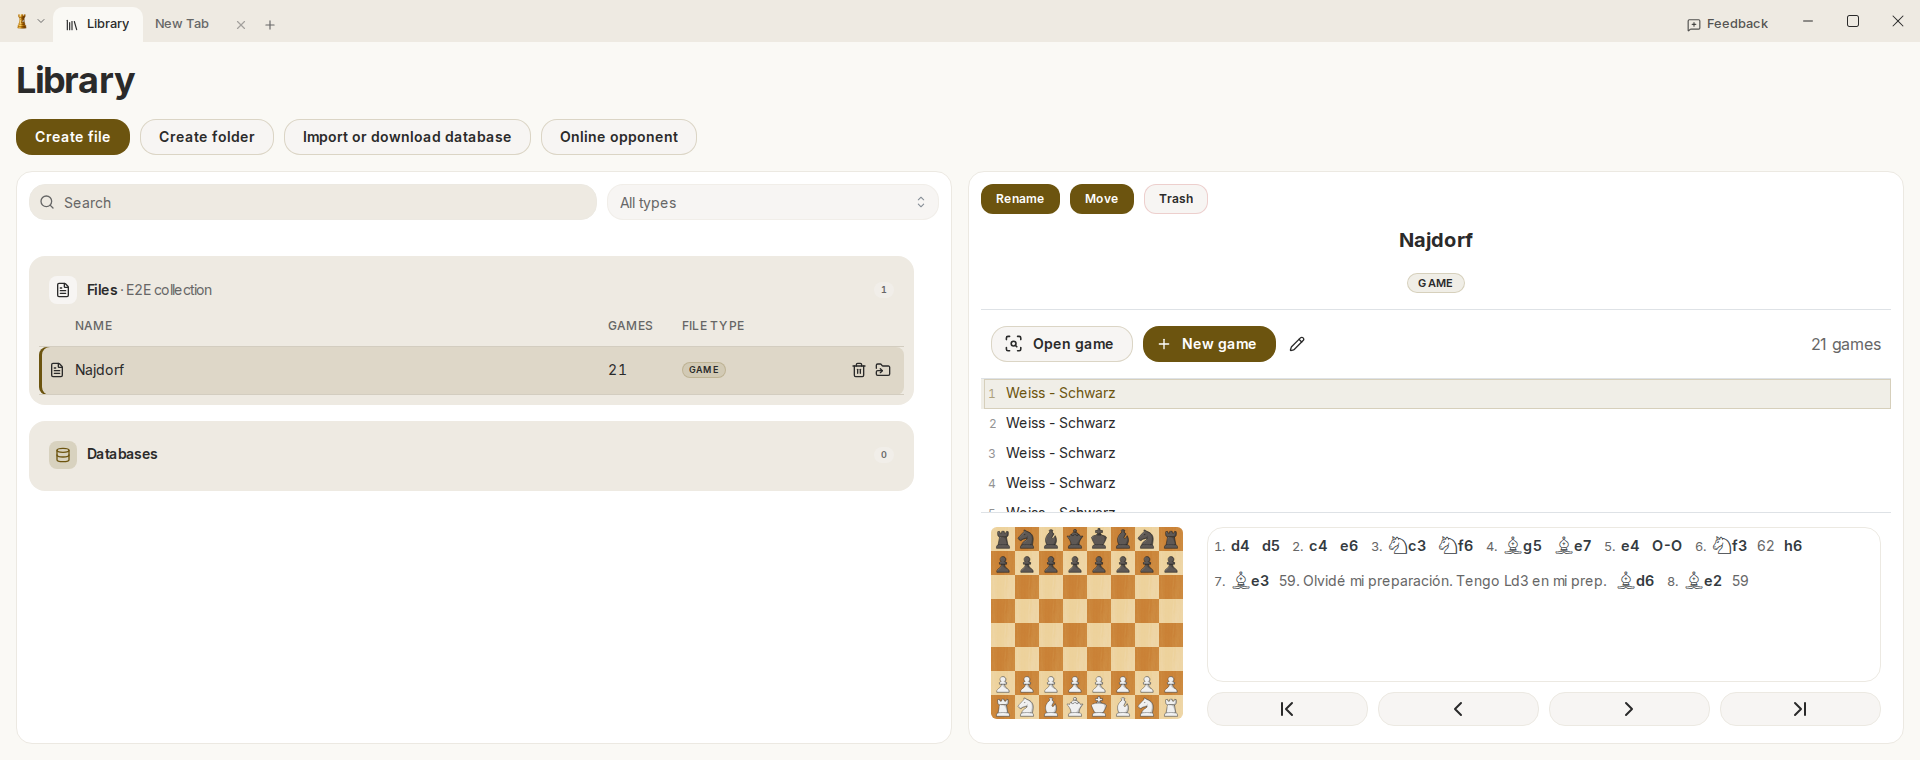 Library
New Tab
Feedback
Library
Create file
Create folder
Import or download database
Online opponent
Search
All types
Files · E2E collection
1
NAME
GAMES
FILE TYPE
Najdorf
21
GAME
Databases
0
Rename
Move
Trash
Najdorf
GAME
Open game
New game
21 games
1 Weiss - Schwarz
2 Weiss - Schwarz
3 Weiss - Schwarz
4 Weiss - Schwarz
5 Weiss - Schwarz
1. d4 d5 2. c4 e6 3. ♘c3 ♘f6 4. ♗g5 ♗e7 5. e4 O-O 6. ♘f3 62 h6
7. ♗e3 59. Olvidé mi preparación. Tengo Ld3 en mi prep. ♗d6 8. ♗e2 59